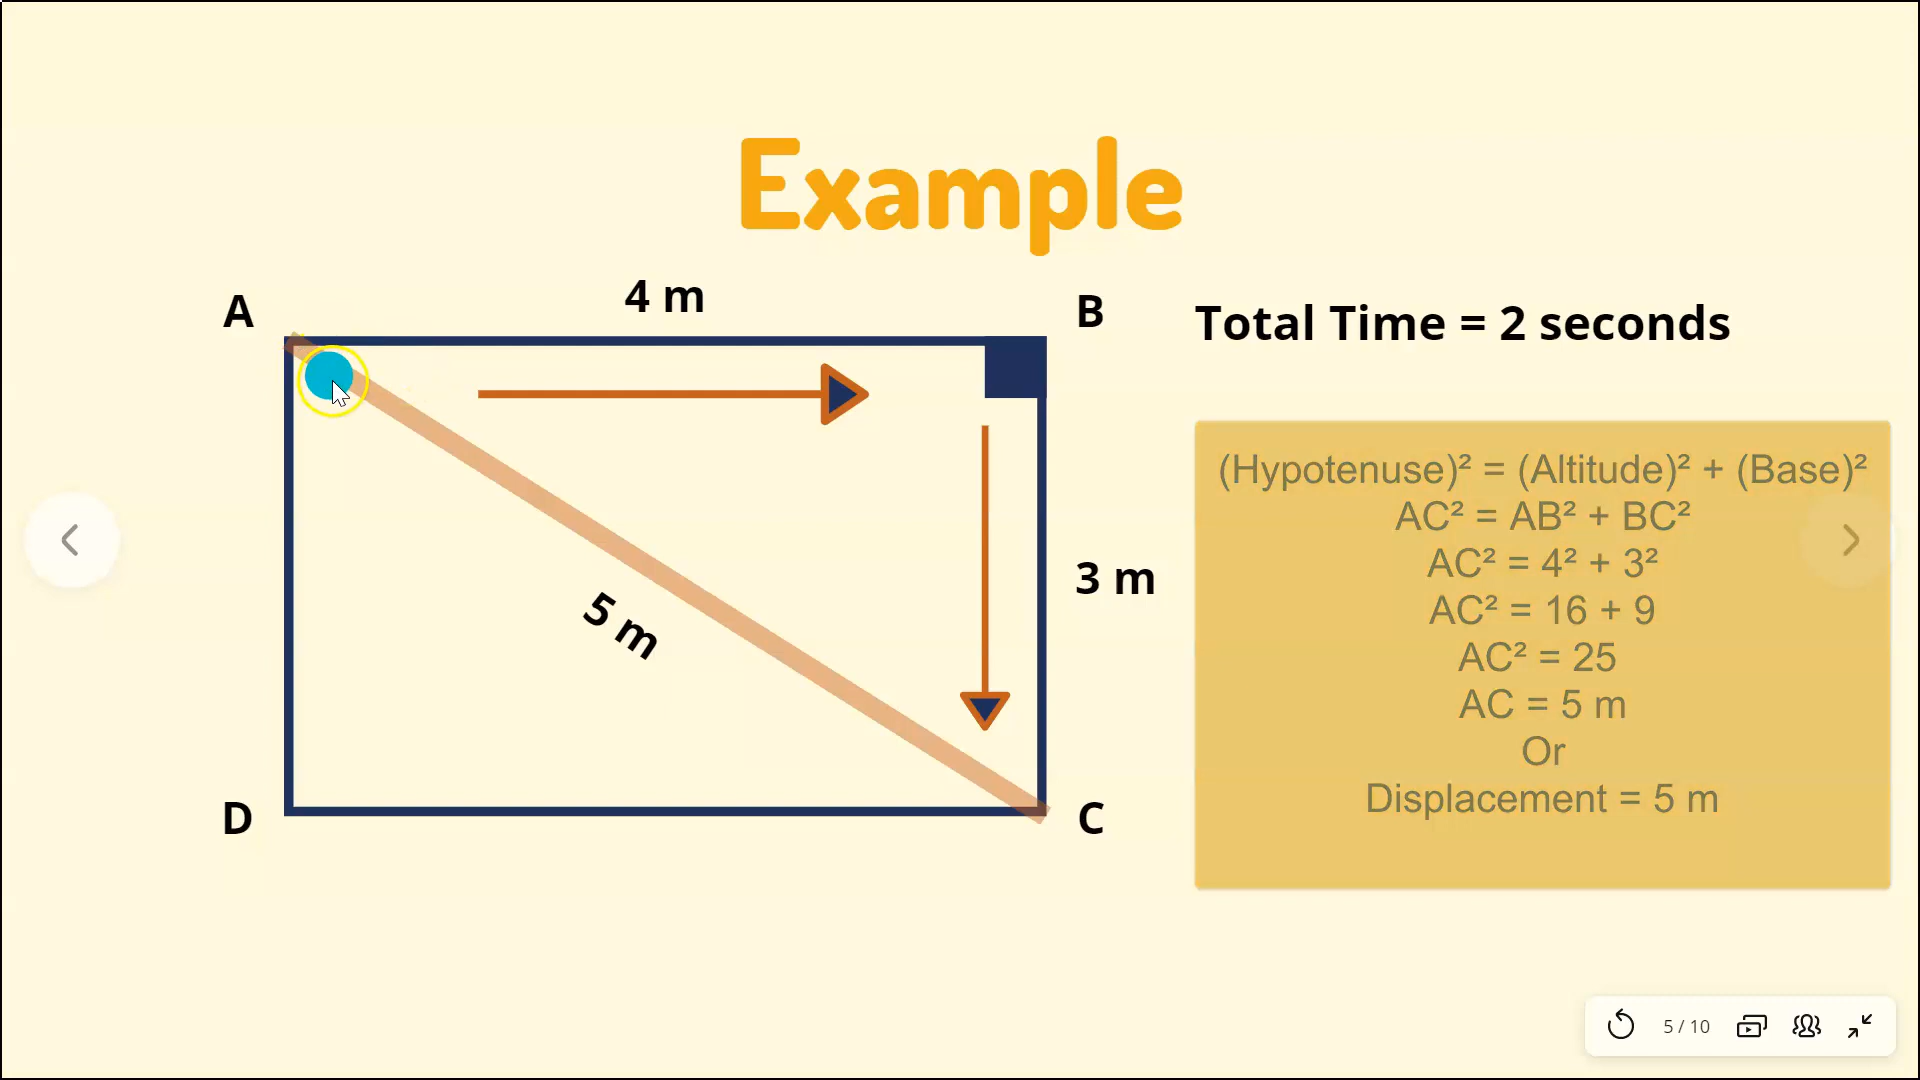 Example
A
4 m
B
Total Time = 2 seconds
(Hypotenuse)² = (Altitude)² + (Base)²
AC² = AB² + BC²
AC² = 4² + 3²
AC² = 16 + 9
AC² = 25
AC = 5 m
Or
Displacement = 5 m
3 m
5 m
D
C
5 / 10